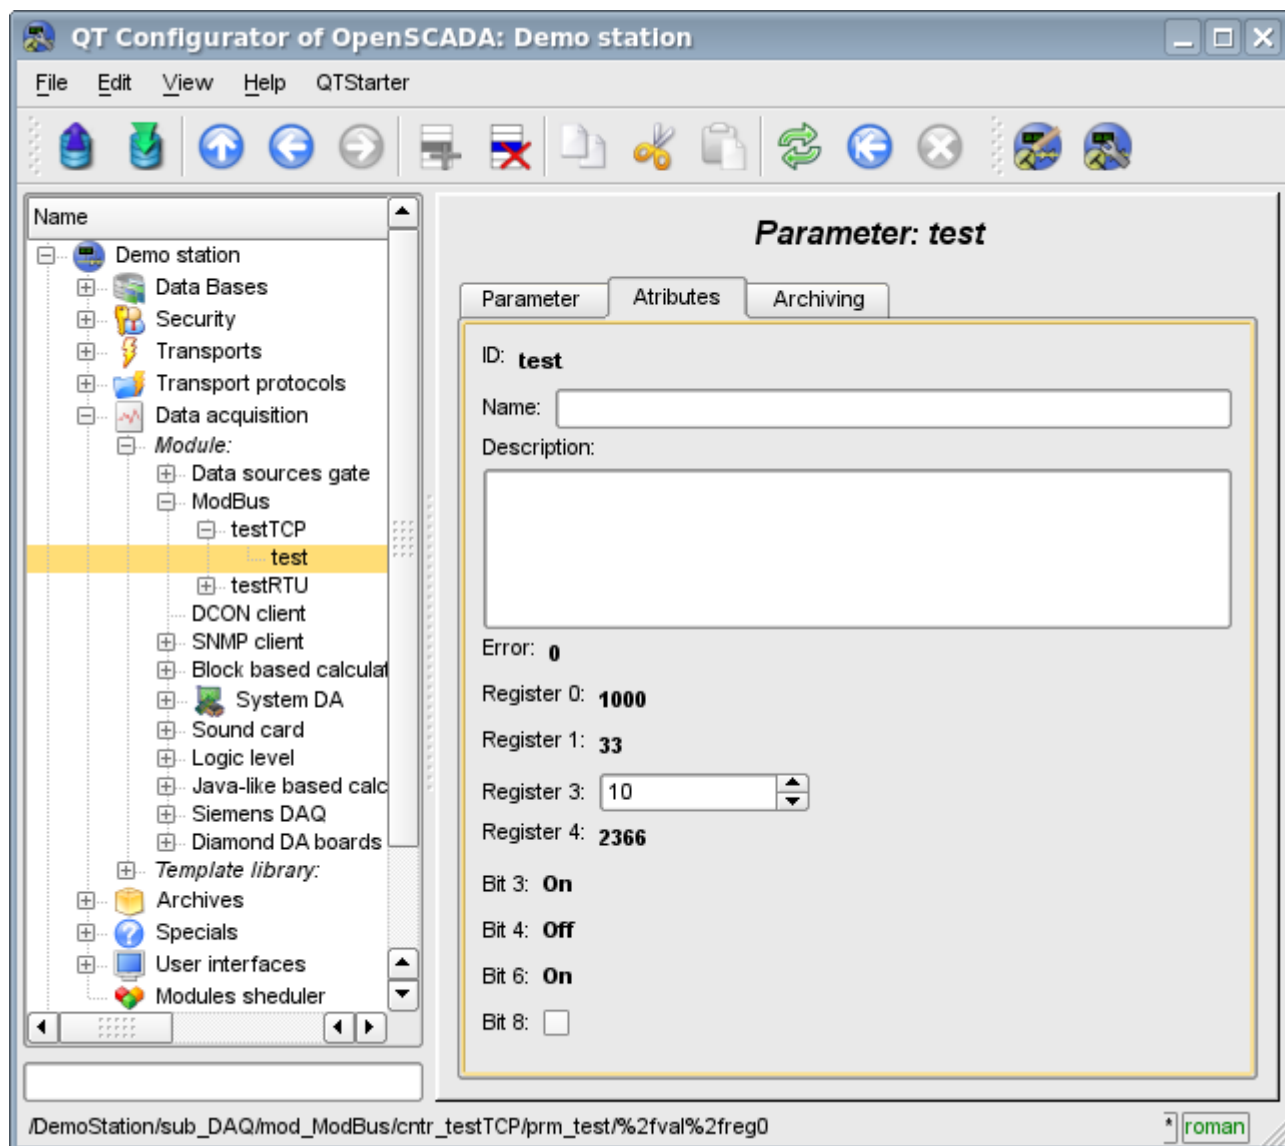 QT Configurator of OpenSCADA: Demo station
File Edit View Help QTStarter
Name
Demo station
Data Bases
Security
Transports
Transport protocols
Data acquisition
Module:
Data sources gate
ModBus
testTCP
test
testRTU
DCON client
SNMP client
Block based calculat
System DA
Sound card
Logic level
Java-like based calc
Siemens DAQ
Diamond DA boards
Template library:
Archives
Specials
User interfaces
Modules sheduler
Parameter: test
Parameter Atributes Archiving
ID: test
Name:
Description:
Error: 0
Register 0: 1000
Register 1: 33
Register 3: 10
Register 4: 2366
Bit 3: On
Bit 4: Off
Bit 6: On
Bit 8:
/DemoStation/sub_DAQ/mod_ModBus/cntr_testTCP/prm_test/%2fval%2freg0 * roman